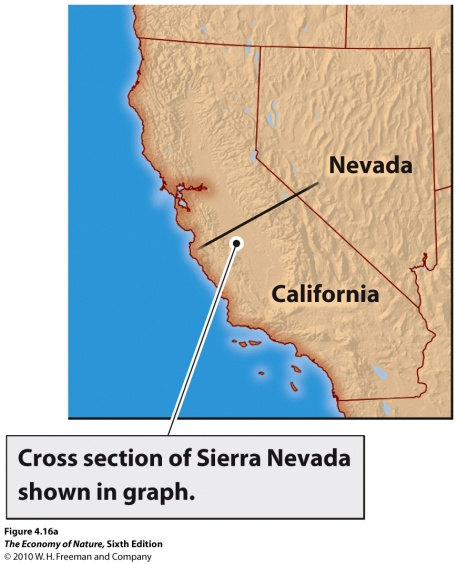 Nevada
California
Cross section of Sierra Nevada
shown in graph.
Figure 4.16a
The Economy of Nature, Sixth Edition
© 2010 W. H. Freeman and Company